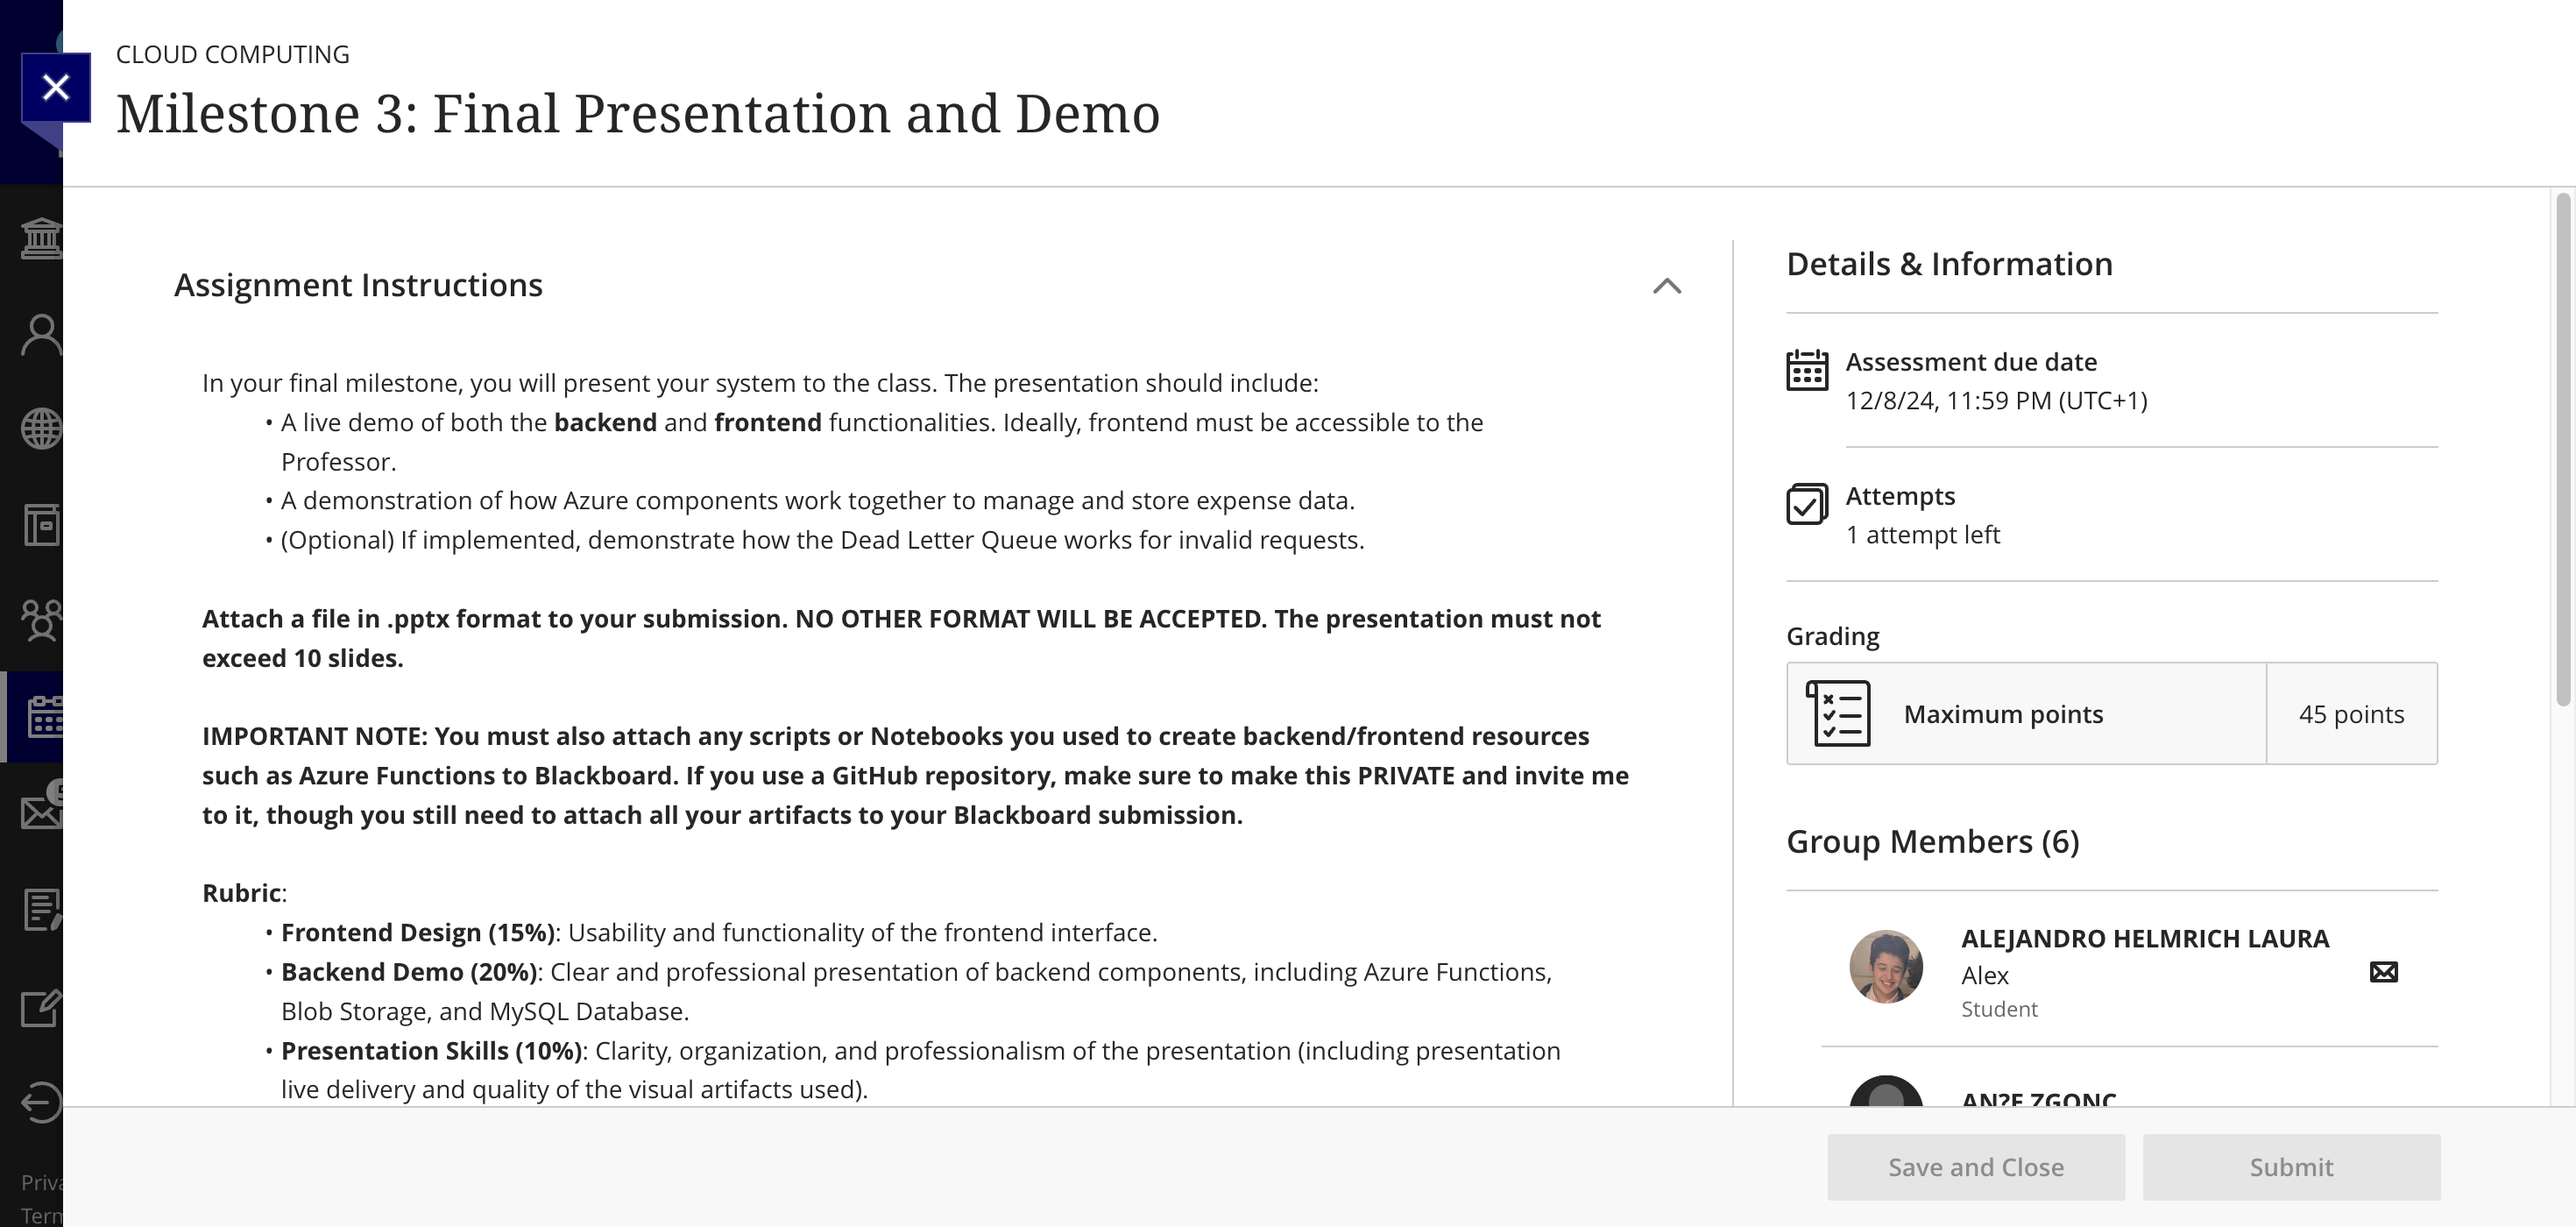 CLOUD COMPUTING
Milestone 3: Final Presentation and Demo
Assignment Instructions
In your final milestone, you will present your system to the class. The presentation should include:
• A live demo of both the backend and frontend functionalities. Ideally, frontend must be accessible to the
Professor.
• A demonstration of how Azure components work together to manage and store expense data.
• (Optional) If implemented, demonstrate how the Dead Letter Queue works for invalid requests.
Attach a file in .pptx format to your submission. NO OTHER FORMAT WILL BE ACCEPTED. The presentation must not
exceed 10 slides.
IMPORTANT NOTE: You must also attach any scripts or Notebooks you used to create backend/frontend resources
such as Azure Functions to Blackboard. If you use a GitHub repository, make sure to make this PRIVATE and invite me
to it, though you still need to attach all your artifacts to your Blackboard submission.
Rubric:
• Frontend Design (15%): Usability and functionality of the frontend interface.
• Backend Demo (20%): Clear and professional presentation of backend components, including Azure Functions,
Blob Storage, and MySQL Database.
• Presentation Skills (10%): Clarity, organization, and professionalism of the presentation (including presentation
live delivery and quality of the visual artifacts used).
Details & Information
Assessment due date
12/8/24, 11:59 PM (UTC+1)
Attempts
1 attempt left
Grading
Maximum points
45 points
Group Members (6)
ALEJANDRO HELMRICH LAURA
Alex
Student
AN?E ZGONC
Save and Close
Submit
Priva
Term